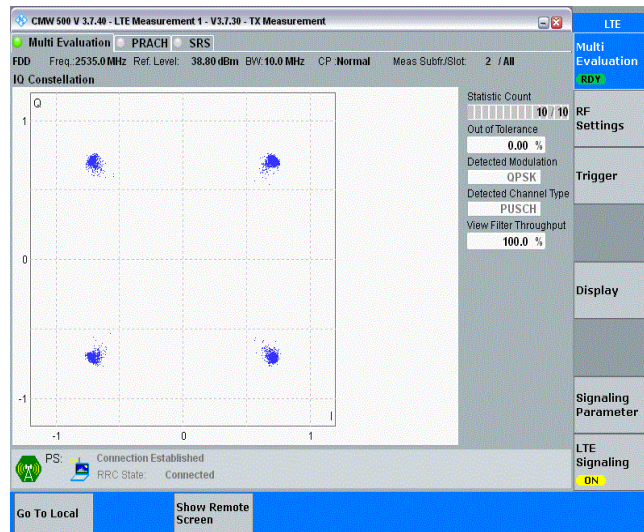 CMW 500 V 3.7.40 - LTE Measurement 1 - V3.7.30 - TX Measurement
LTE
Multi Evaluation PRACH SRS
Multi
Evaluation
RDY
FDD Freq.:2535.0 MHz Ref. Level: 38.80 dBm BW:10.0 MHz CP :Normal Meas Subfr./Slot: 2 / All
IQ Constellation
Statistic Count
10 / 10
Out of Tolerance
0.00 %
Detected Modulation
QPSK
Detected Channel Type
PUSCH
View Filter Throughput
100.0 %
RF
Settings
Trigger
Display
Signaling
Parameter
LTE
Signaling
ON
Q
1
0
-1
I
-1 0 1
PS: Connection Established
RRC State: Connected
Go To Local
Show Remote
Screen